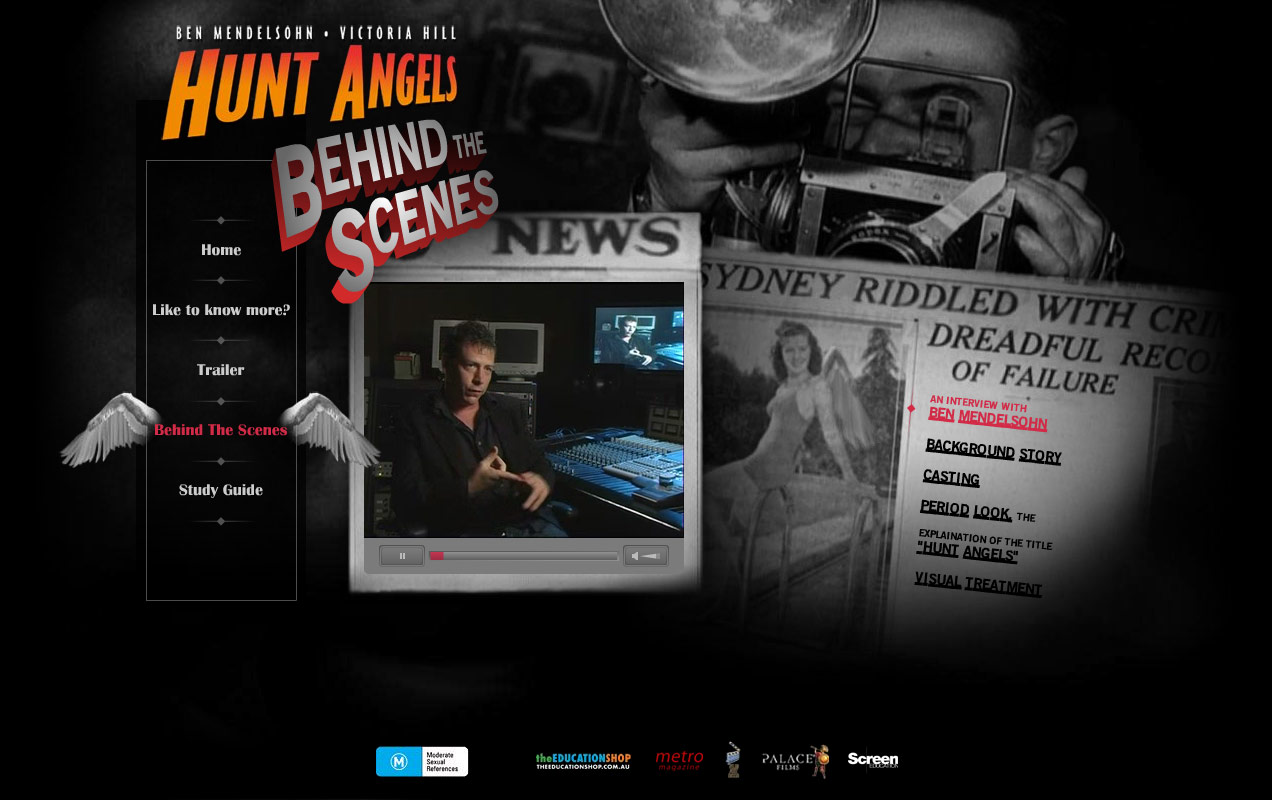 BEN MENDELSOHN • VICTORIA HILL
HUNT ANGELS
BEHIND THE
SCENES
Home
Like to know more?
Trailer
Behind The Scenes
Study Guide
NEWS
SYDNEY RIDDLED WITH CRIM
DREADFUL RECOR
OF FAILURE
AN INTERVIEW WITH
BEN MENDELSOHN
BACKGROUND STORY
CASTING
PERIOD LOOK, THE
EXPLAINATION OF THE TITLE
"HUNT ANGELS"
VISUAL TREATMENT
M
Moderate
Sexual
References
theEDUCATIONSHOP
THEEDUCATIONSHOP.COM.AU
metro
magazine
PALACE
FILMS
Screen
EDUCATION